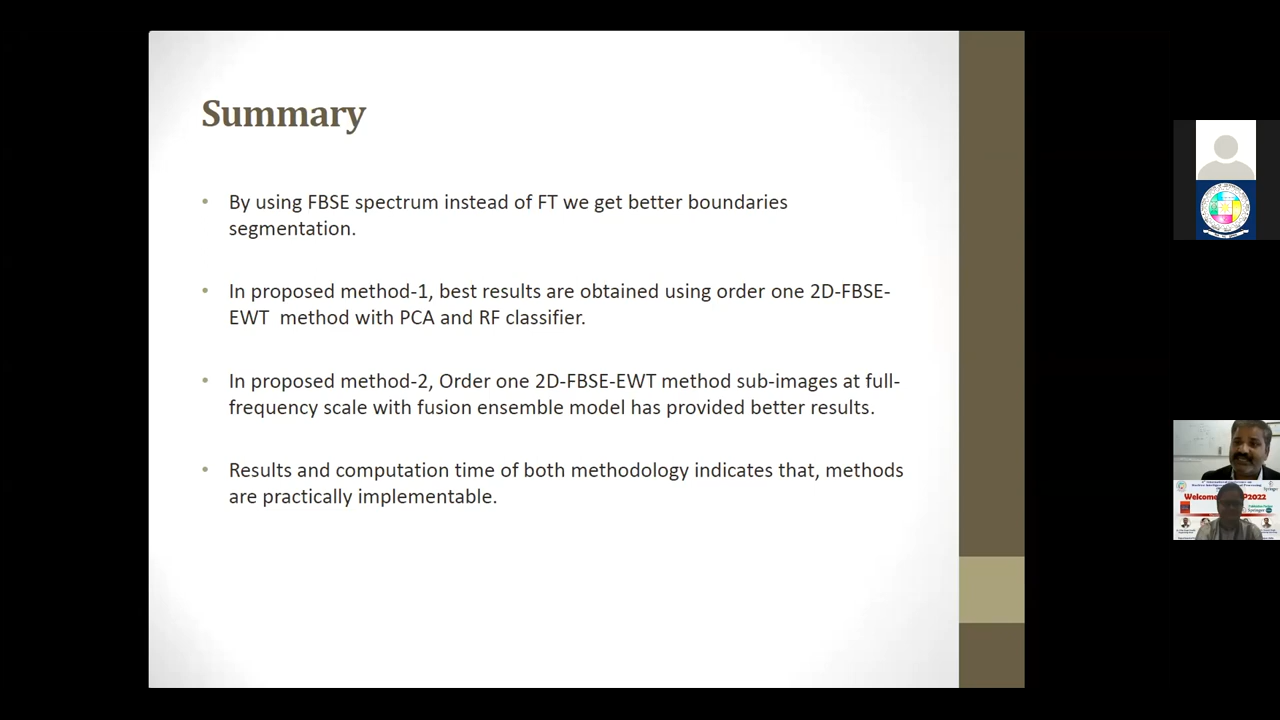 Summary
• By using FBSE spectrum instead of FT we get better boundaries
segmentation.
• In proposed method-1, best results are obtained using order one 2D-FBSE-
EWT method with PCA and RF classifier.
• In proposed method-2, Order one 2D-FBSE-EWT method sub-images at full-
frequency scale with fusion ensemble model has provided better results.
• Results and computation time of both methodology indicates that, methods
are practically implementable.
Springer